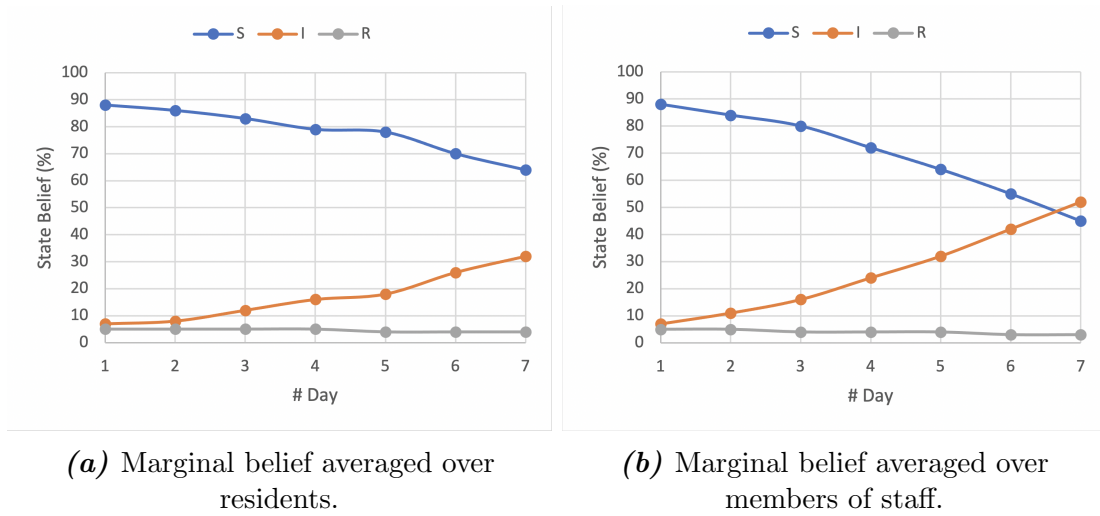 S I R
100
90
80
70
60
50
40
30
20
10
0
State Belief (%)
1 2 3 4 5 6 7
# Day
(a) Marginal belief averaged over
residents.
S I R
100
90
80
70
60
50
40
30
20
10
0
State Belief (%)
1 2 3 4 5 6 7
# Day
(b) Marginal belief averaged over
members of staff.